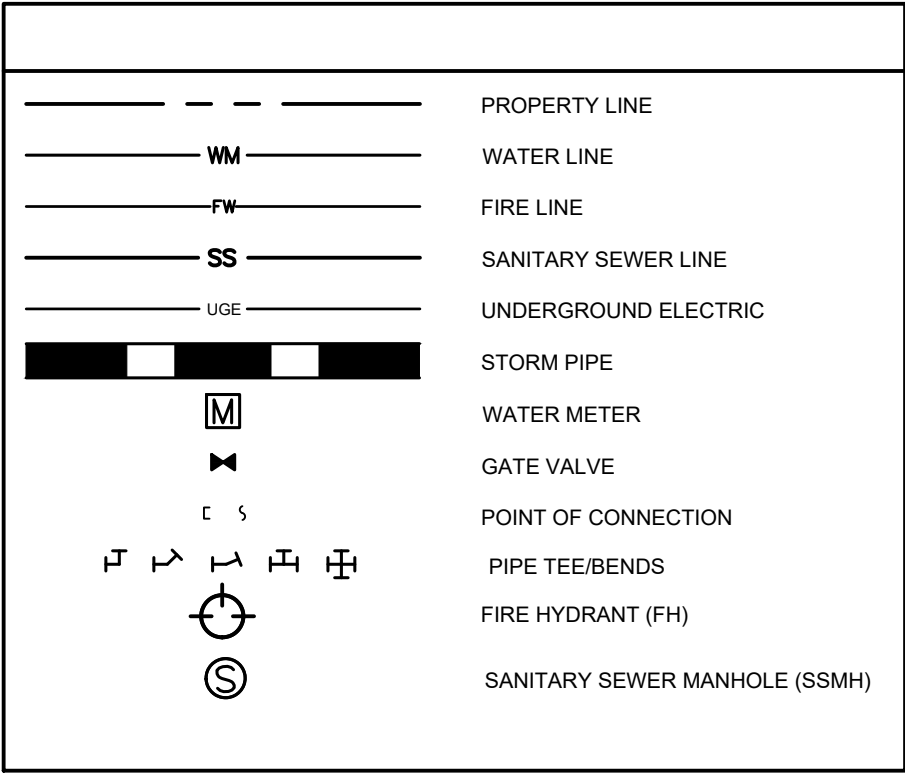 PROPERTY LINE
WM WATER LINE
FW FIRE LINE
SS SANITARY SEWER LINE
UGE UNDERGROUND ELECTRIC
STORM PIPE
M WATER METER
GATE VALVE
POINT OF CONNECTION
PIPE TEE/BENDS
FIRE HYDRANT (FH)
S SANITARY SEWER MANHOLE (SSMH)